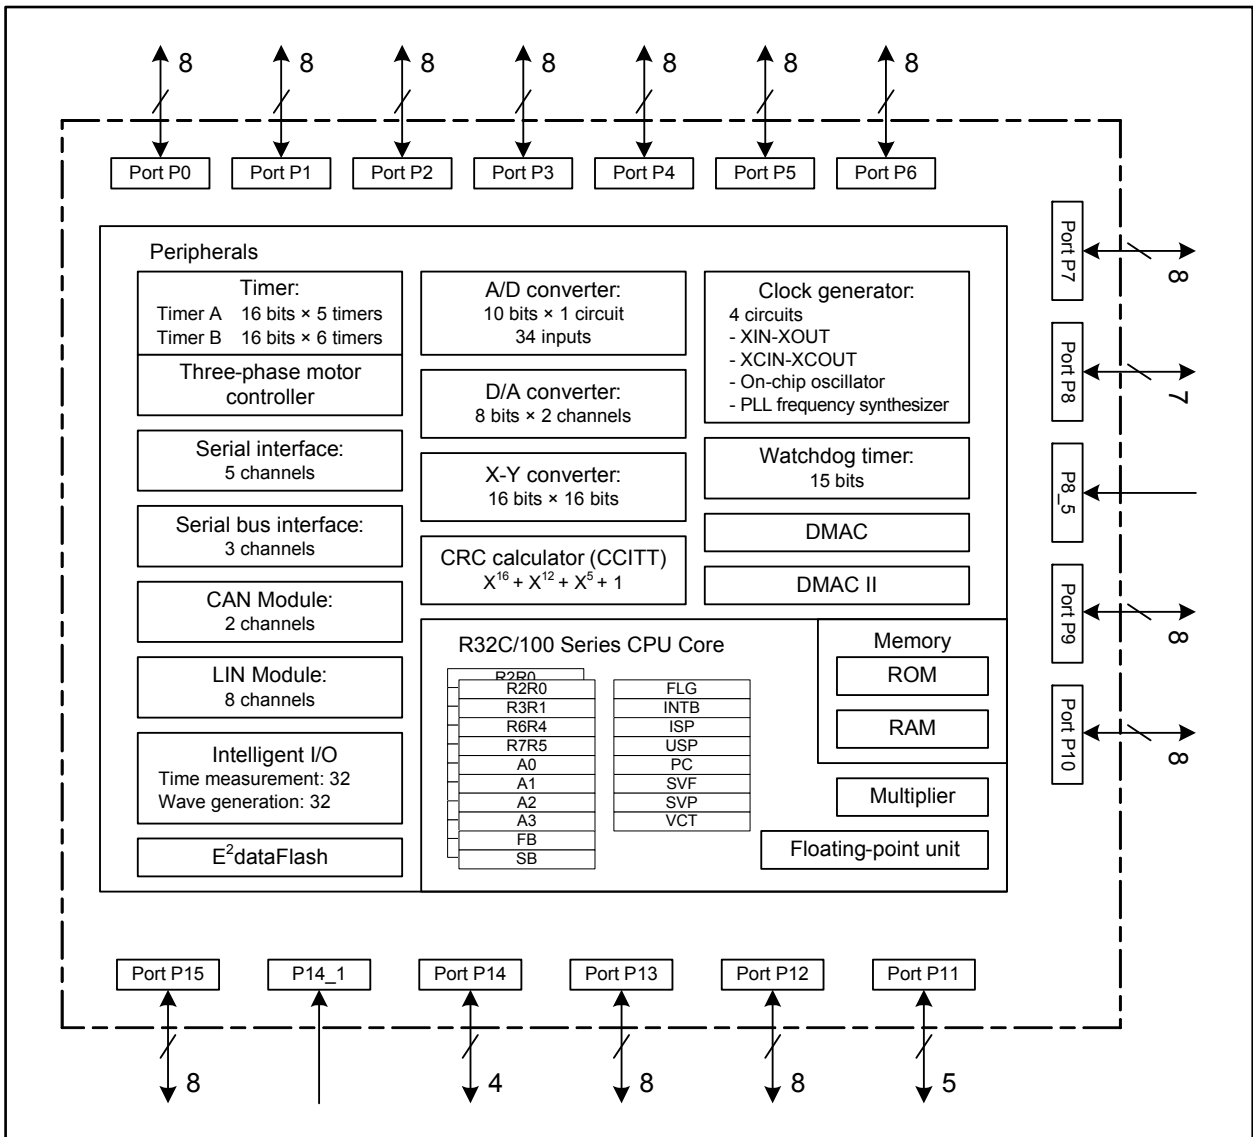 8 8 8 8 8 8 8
Port P0 Port P1 Port P2 Port P3 Port P4 Port P5 Port P6
Port P7
8
Port P8
7
P8_5
Port P9
8
Port P10
8
Peripherals
Timer:
Timer A 16 bits × 5 timers
Timer B 16 bits × 6 timers
Three-phase motor
controller
Serial interface:
5 channels
Serial bus interface:
3 channels
CAN Module:
2 channels
LIN Module:
8 channels
Intelligent I/O
Time measurement: 32
Wave generation: 32
E²dataFlash
A/D converter:
10 bits × 1 circuit
34 inputs
D/A converter:
8 bits × 2 channels
X-Y converter:
16 bits × 16 bits
CRC calculator (CCITT)
X¹⁶ + X¹² + X⁵ + 1
Clock generator:
4 circuits
- XIN-XOUT
- XCIN-XCOUT
- On-chip oscillator
- PLL frequency synthesizer
Watchdog timer:
15 bits
DMAC
DMAC II
R32C/100 Series CPU Core
R2R0
R2R0
R3R1
R6R4
R7R5
A0
A1
A2
A3
FB
SB
FLG
INTB
ISP
USP
PC
SVF
SVP
VCT
Memory
ROM
RAM
Multiplier
Floating-point unit
Port P15 P14_1 Port P14 Port P13 Port P12 Port P11
8 4 8 8 5